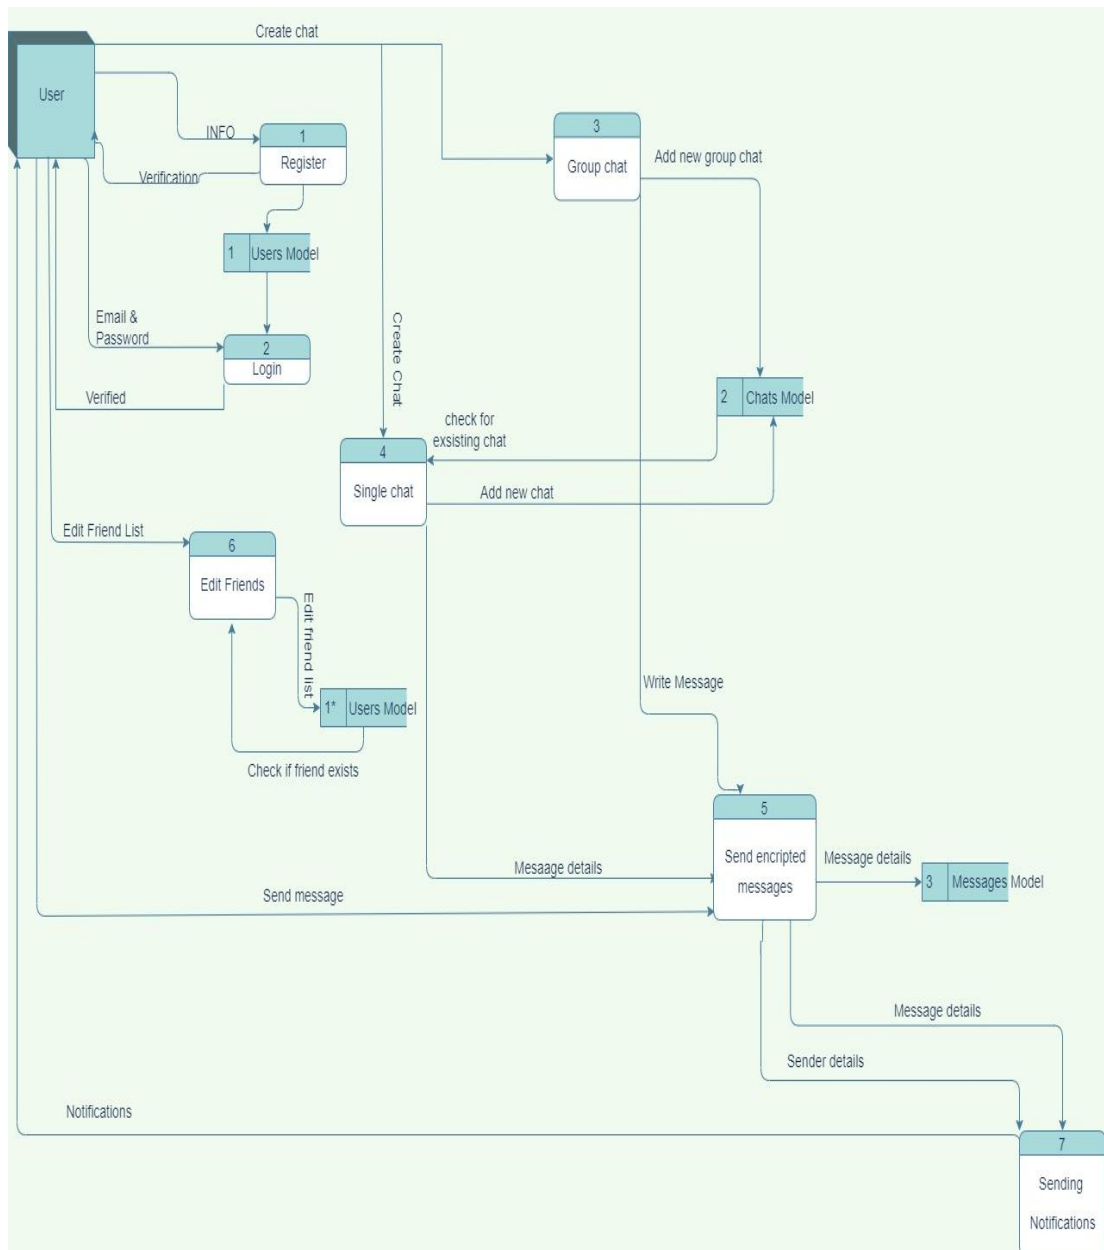 Create chat
User
INFO
1
Register
Verification
3
Group chat
Add new group chat
1
Users Model
Email &
Password
2
Login
Verified
Create Chat
2
Chats Model
check for
exsisting chat
4
Single chat
Add new chat
Edit Friend List
6
Edit Friends
Edit friend list
1*
Users Model
Check if friend exists
Write Message
5
Send encripted
messages
Mesaage details
Message details
3
Messages Model
Send message
Message details
Sender details
Notifications
7
Sending
Notifications